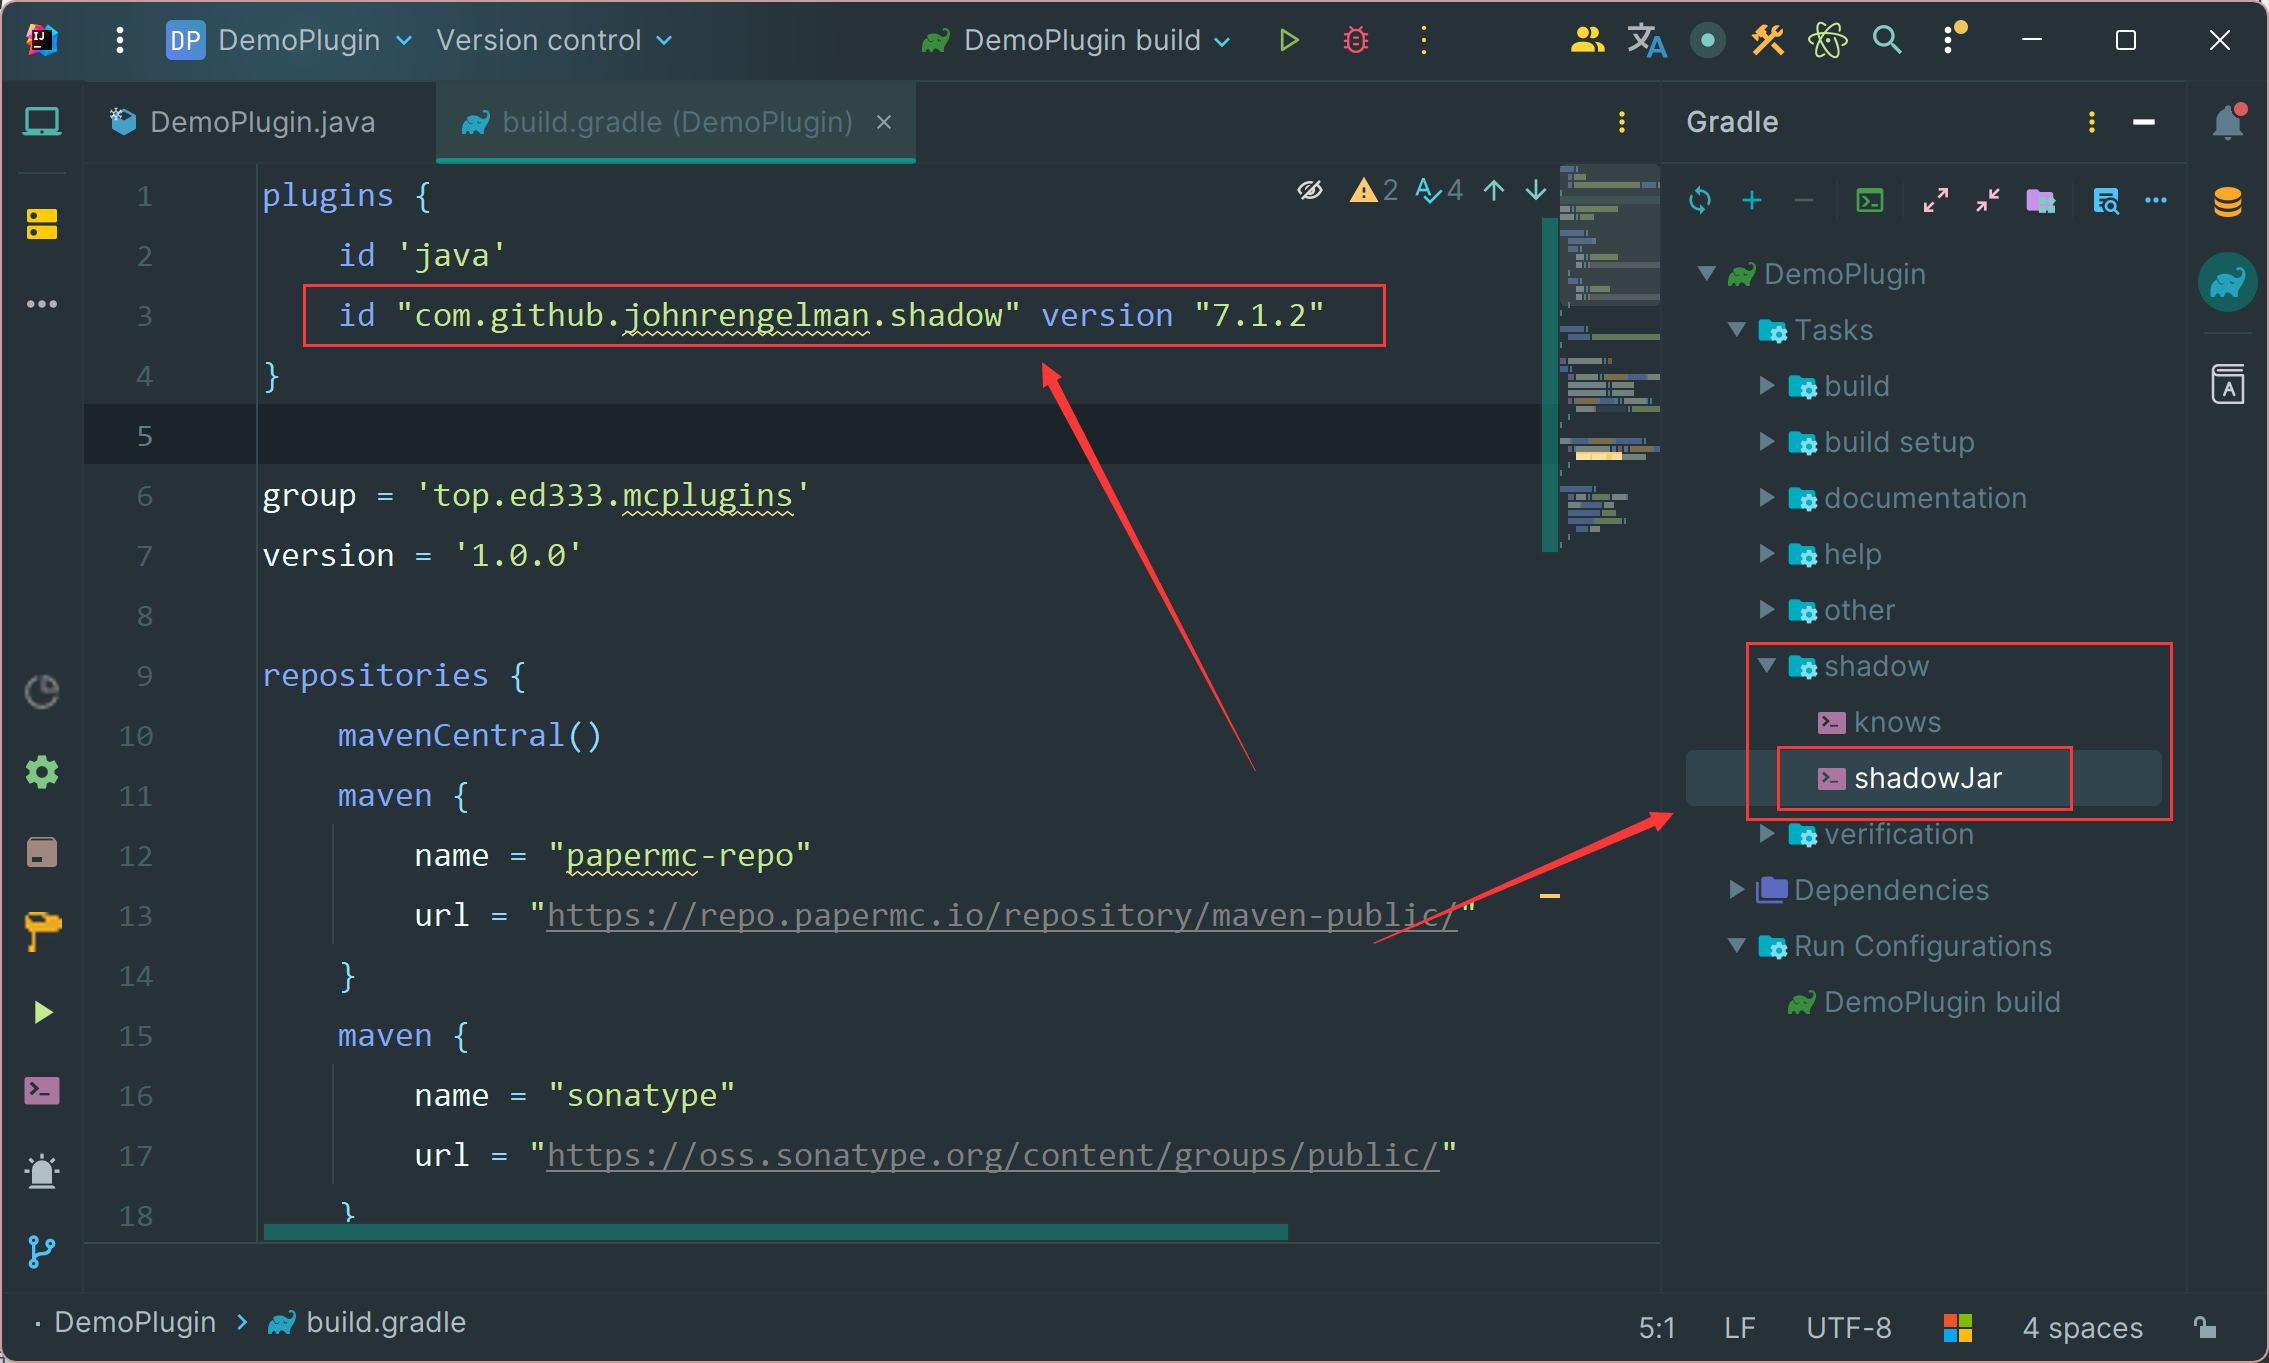 DP DemoPlugin Version control DemoPlugin build
DemoPlugin.java build.gradle (DemoPlugin)
2 4
1 plugins {
2 id 'java'
3 id "com.github.johnrengelman.shadow" version "7.1.2"
4 }
5
6 group = 'top.ed333.mcplugins'
7 version = '1.0.0'
8
9 repositories {
10 mavenCentral()
11 maven {
12 name = "papermc-repo"
13 url = "https://repo.papermc.io/repository/maven-public/"
14 }
15 maven {
16 name = "sonatype"
17 url = "https://oss.sonatype.org/content/groups/public/"
18 }
Gradle
DemoPlugin
Tasks
build
build setup
documentation
help
other
shadow
knows
shadowJar
verification
Dependencies
Run Configurations
DemoPlugin build
DemoPlugin > build.gradle
5:1 LF UTF-8 4 spaces